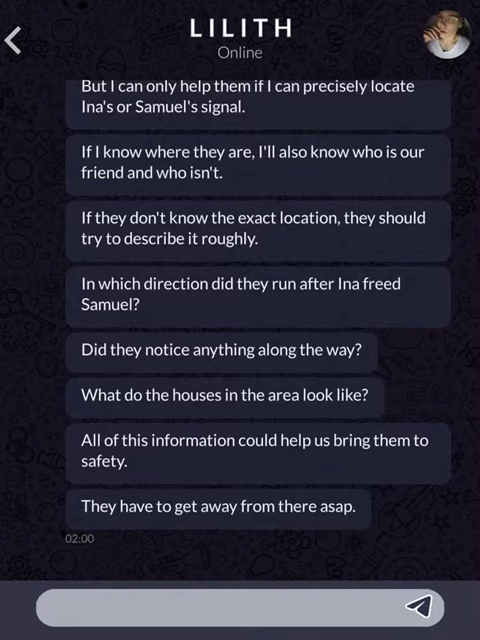 LILITH
Online
But I can only help them if I can precisely locate
Ina's or Samuel's signal.
If I know where they are, I'll also know who is our
friend and who isn't.
If they don't know the exact location, they should
try to describe it roughly.
In which direction did they run after Ina freed
Samuel?
Did they notice anything along the way?
What do the houses in the area look like?
All of this information could help us bring them to
safety.
They have to get away from there asap.
02:00